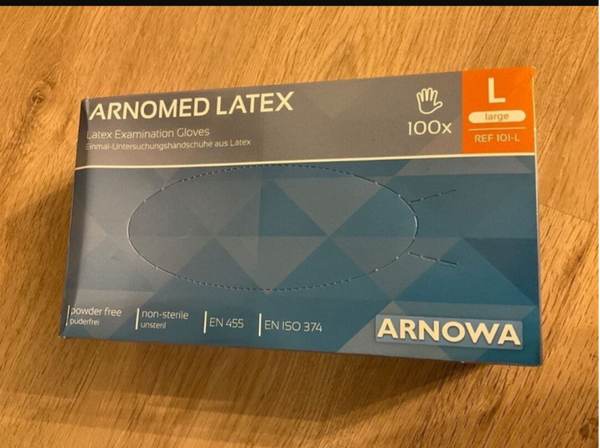 ARNOMED LATEX
Latex Examination Gloves
Einmal-Untersuchungshandschuhe aus Latex
100x
L
large
REF 101-L
powder free
puderfrei
non-sterile
unsteril
EN 455
EN ISO 374
ARNOWA